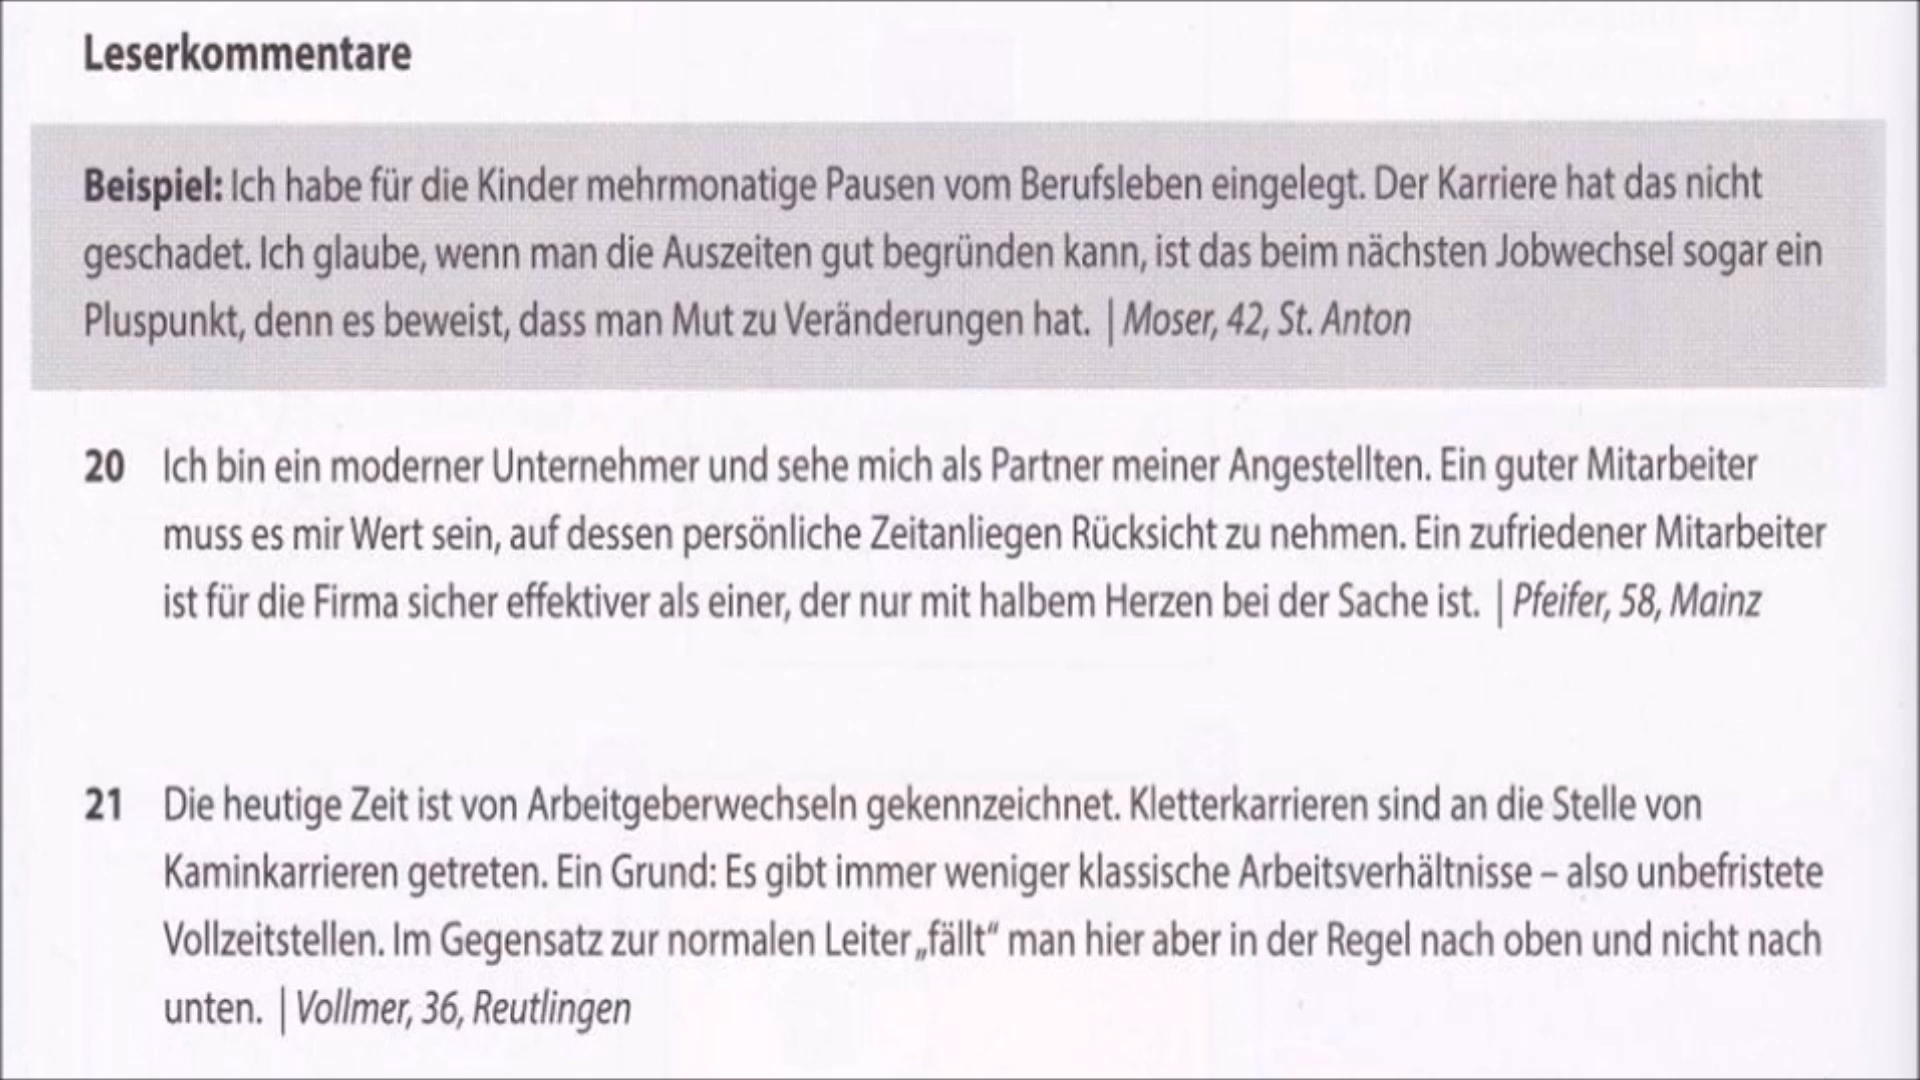 Leserkommentare
Beispiel: Ich habe für die Kinder mehrmonatige Pausen vom Berufsleben eingelegt. Der Karriere hat das nicht
geschadet. Ich glaube, wenn man die Auszeiten gut begründen kann, ist das beim nächsten Jobwechsel sogar ein
Pluspunkt, denn es beweist, dass man Mut zu Veränderungen hat. | Moser, 42, St. Anton
20 Ich bin ein moderner Unternehmer und sehe mich als Partner meiner Angestellten. Ein guter Mitarbeiter
muss es mir Wert sein, auf dessen persönliche Zeitanliegen Rücksicht zu nehmen. Ein zufriedener Mitarbeiter
ist für die Firma sicher effektiver als einer, der nur mit halbem Herzen bei der Sache ist. | Pfeifer, 58, Mainz
21 Die heutige Zeit ist von Arbeitgeberwechseln gekennzeichnet. Kletterkarrieren sind an die Stelle von
Kaminkarrieren getreten. Ein Grund: Es gibt immer weniger klassische Arbeitsverhältnisse – also unbefristete
Vollzeitstellen. Im Gegensatz zur normalen Leiter „fällt“ man hier aber in der Regel nach oben und nicht nach
unten. | Vollmer, 36, Reutlingen